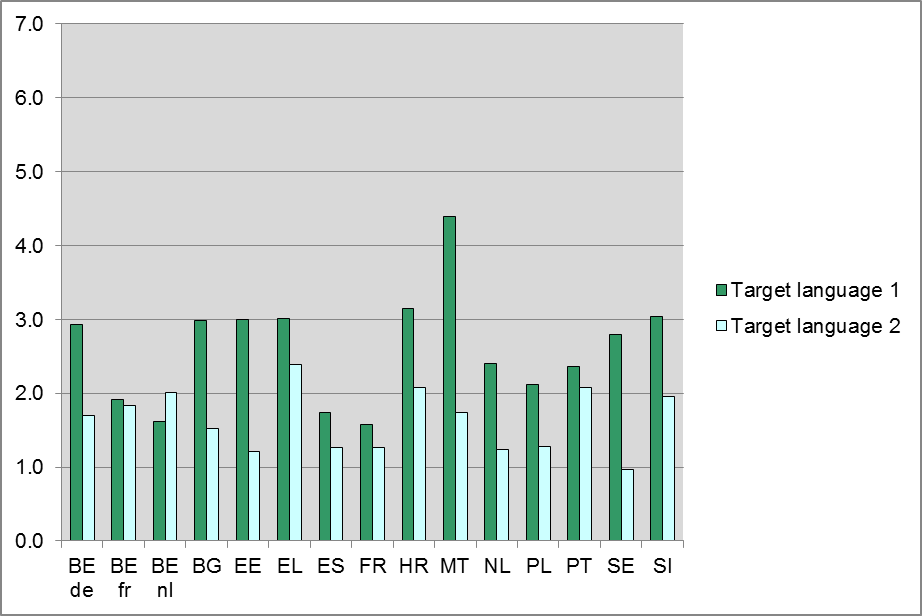 7.0
6.0
5.0
4.0
3.0
2.0
1.0
0.0
BE de
BE fr
BE nl
BG
EE
EL
ES
FR
HR
MT
NL
PL
PT
SE
SI
Target language 1
Target language 2